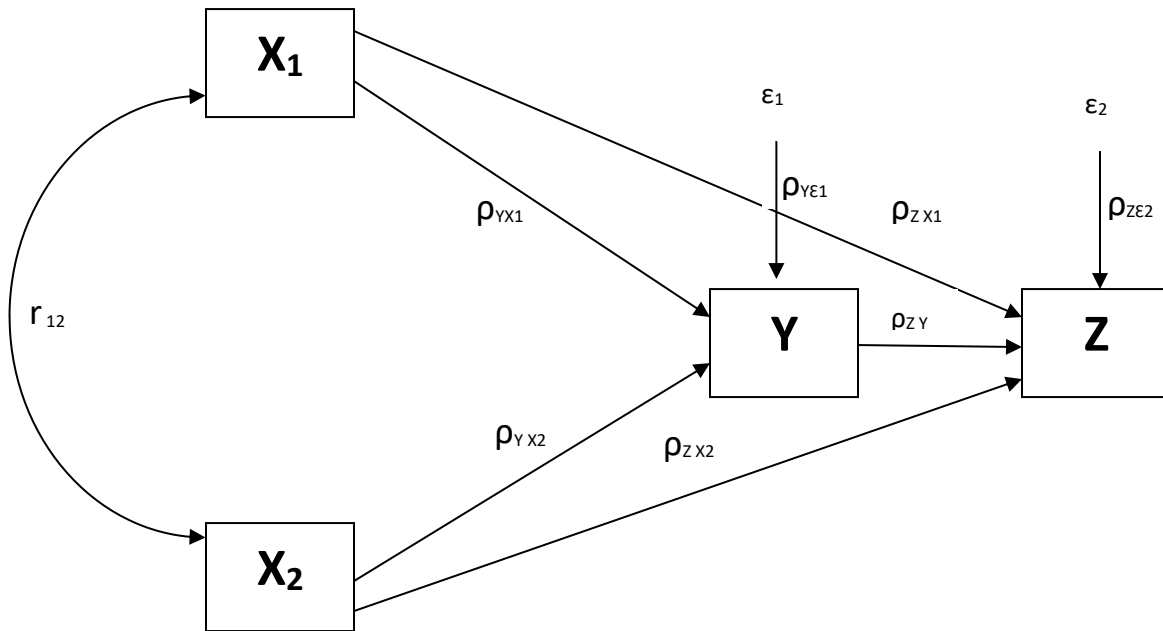 X₁
ε₁
ε₂
ρYε1
ρZε2
ρYX1
ρZ X1
r 12
Y
ρZ Y
Z
ρY X2
ρZ X2
X₂